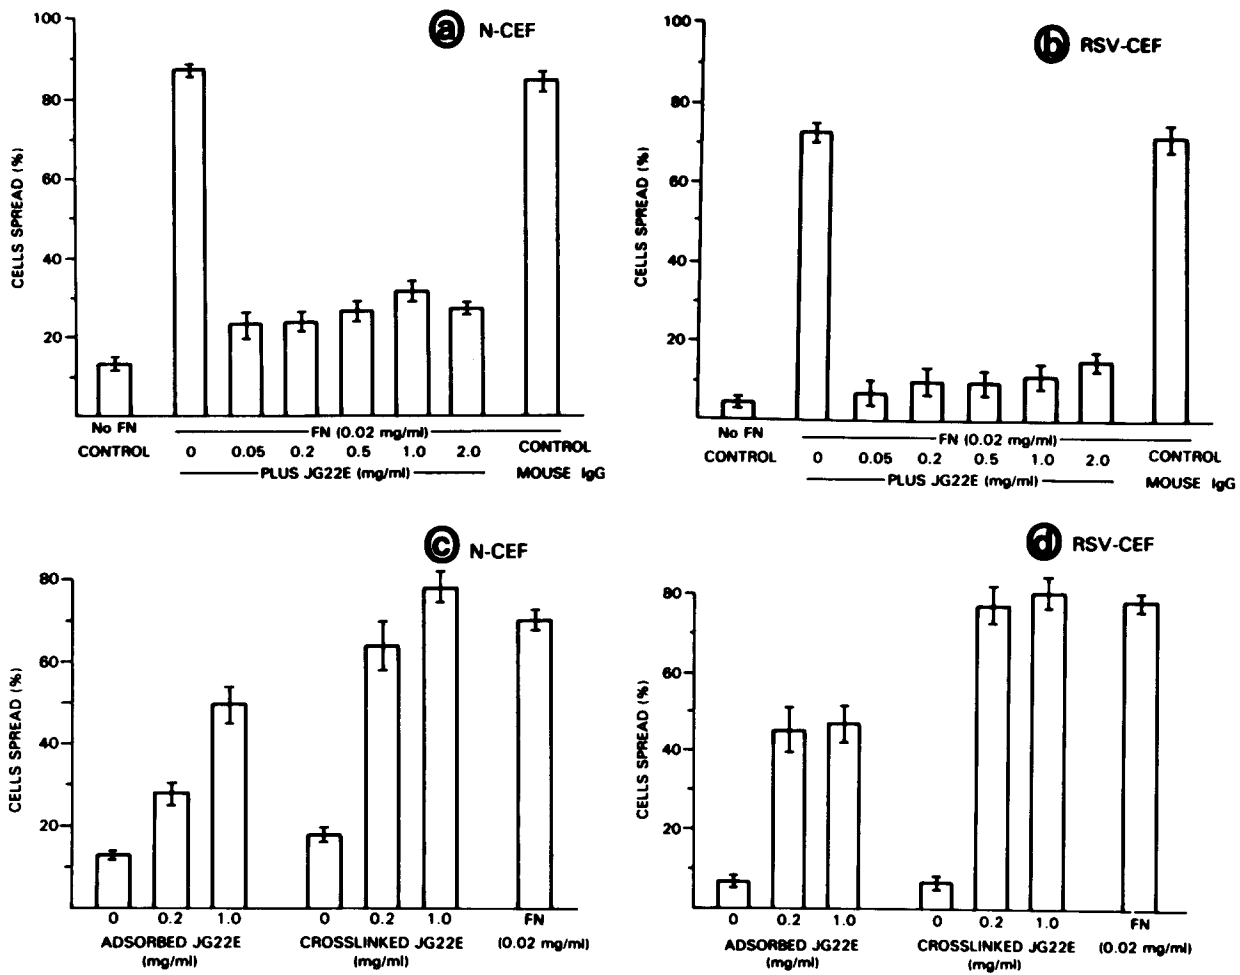 a N-CEF
100
80
60
40
20
CELLS SPREAD (%)
No FN
CONTROL
FN (0.02 mg/ml)
0 0.05 0.2 0.5 1.0 2.0
PLUS JG22E (mg/ml)
CONTROL
MOUSE IgG
b RSV-CEF
100
80
60
40
20
CELLS SPREAD (%)
No FN
CONTROL
FN (0.02 mg/ml)
0 0.05 0.2 0.5 1.0 2.0
PLUS JG22E (mg/ml)
CONTROL
MOUSE IgG
c N-CEF
80
60
40
20
CELLS SPREAD (%)
0 0.2 1.0 0 0.2 1.0 FN
ADSORBED JG22E
(mg/ml)
CROSSLINKED JG22E
(mg/ml)
(0.02 mg/ml)
d RSV-CEF
80
60
40
20
CELLS SPREAD (%)
0 0.2 1.0 0 0.2 1.0 FN
ADSORBED JG22E
(mg/ml)
CROSSLINKED JG22E
(mg/ml)
(0.02 mg/ml)